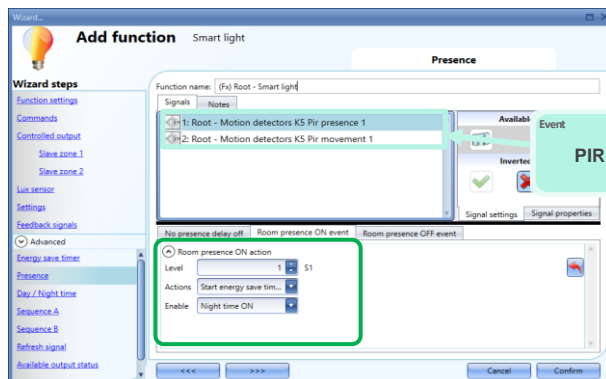 Wizard...
Add function Smart light
Presence
Wizard steps
Function settings
Commands
Controlled output
Slave zone 1
Slave zone 2
Lux sensor
Settings
Feedback signals
Advanced
Energy save timer
Presence
Day / Night time
Sequence A
Sequence B
Refresh signal
Available output status
Function name: (Fx) Root - Smart light
Signals Notes
1: Root - Motion detectors K5 Pir presence 1
2: Root - Motion detectors K5 Pir movement 1
Availabl
Event
PIR
Inverte
Signal settings Signal properties
No presence delay off Room presence ON event Room presence OFF event
Room presence ON action
Level 1 S1
Actions Start energy save tim...
Enable Night time ON
<<< >>> Cancel Confirm